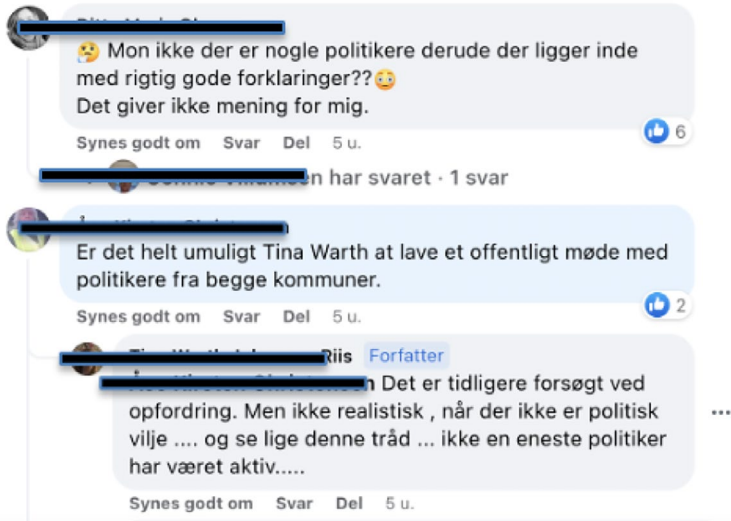 🤔 Mon ikke der er nogle politikere derude der ligger inde
med rigtig gode forklaringer??😳
Det giver ikke mening for mig.
Synes godt om Svar Del 5 u.
6
har svaret · 1 svar
Er det helt umuligt Tina Warth at lave et offentligt møde med
politikere fra begge kommuner.
2
Synes godt om Svar Del 5 u.
Riis Forfatter
Det er tidligere forsøgt ved
opfordring. Men ikke realistisk , når der ikke er politisk
vilje .... og se lige denne tråd ... ikke en eneste politiker
har været aktiv.....
Synes godt om Svar Del 5 u.